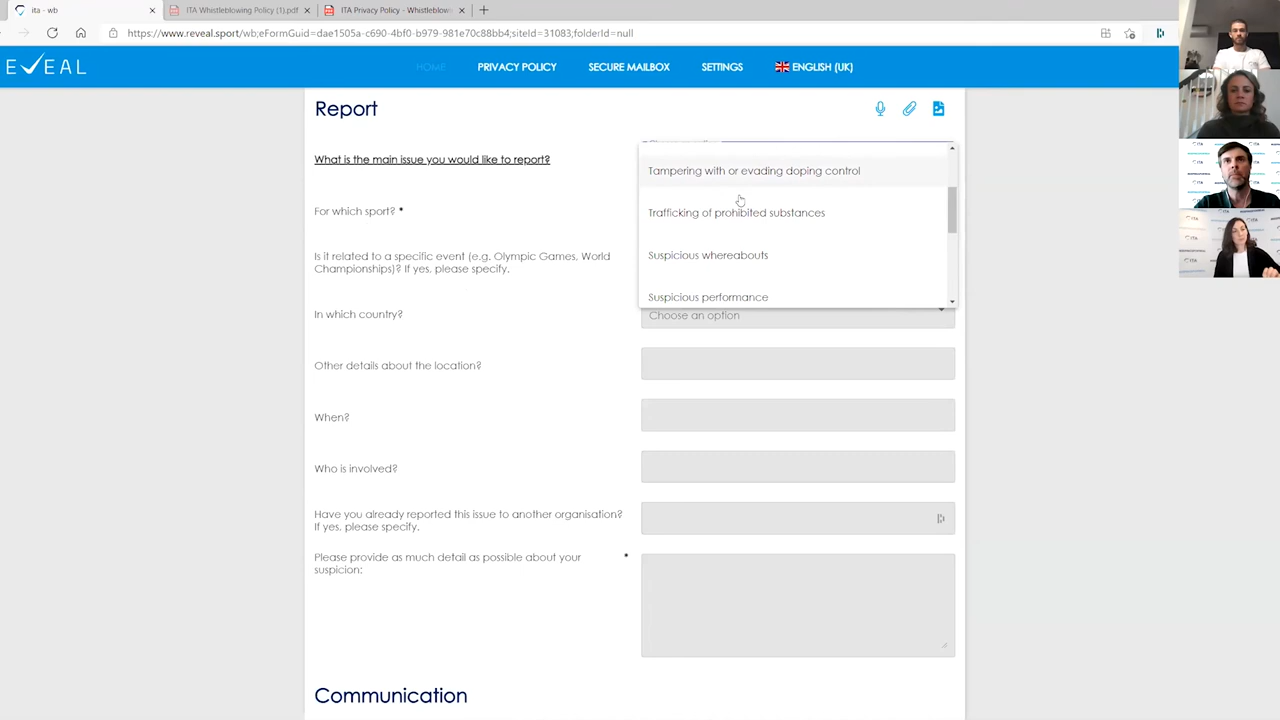 ita - wb
ITA Whistleblowing Policy (1).pdf
ITA Privacy Policy - Whistleblow
https://www.reveal.sport/wb;eFormGuid=dae1505a-c690-4bf0-b979-981e70c88bb4;siteId=31083;folderId=null
EVEAL
HOME
PRIVACY POLICY
SECURE MAILBOX
SETTINGS
ENGLISH (UK)
Report
What is the main issue you would like to report?
Tampering with or evading doping control
For which sport? *
Trafficking of prohibited substances
Is it related to a specific event (e.g. Olympic Games, World
Championships)? If yes, please specify.
Suspicious whereabouts
Suspicious performance
In which country?
Choose an option
Other details about the location?
When?
Who is involved?
Have you already reported this issue to another organisation?
If yes, please specify.
Please provide as much detail as possible about your *
suspicion:
Communication